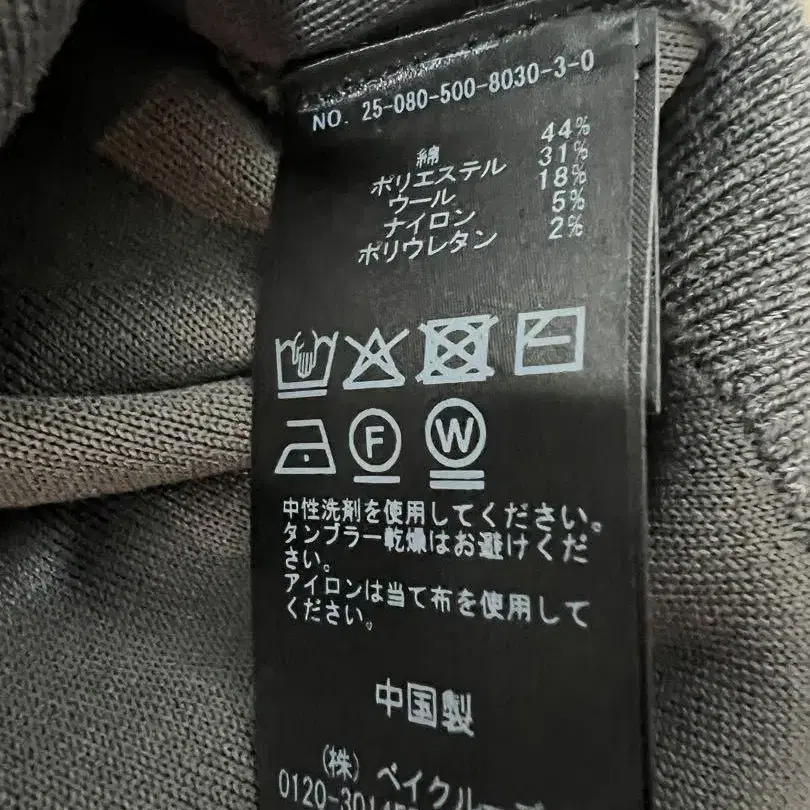 NO. 25-080-500-8030-3-0
綿 44%
ポリエステル 31%
ウール 18%
ナイロン 5%
ポリウレタン 2%
F W
中性洗剤を使用してください。
タンブラー乾燥はお避けくだ
さい。
アイロンは当て布を使用して
ください。
中国製
(株) ベイクルーズ